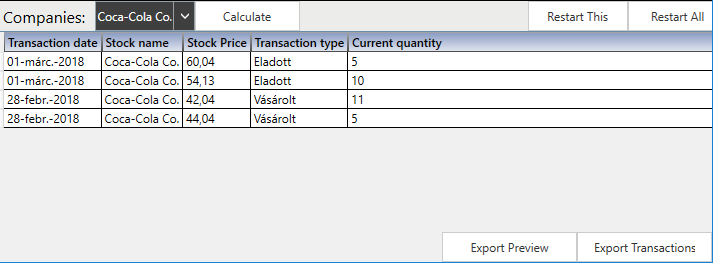 Companies: Coca-Cola Co. Calculate Restart This Restart All
Transaction date Stock name Stock Price Transaction type Current quantity
01-márc.-2018 Coca-Cola Co. 60,04 Eladott 5
01-márc.-2018 Coca-Cola Co. 54,13 Eladott 10
28-febr.-2018 Coca-Cola Co. 42,04 Vásárolt 11
28-febr.-2018 Coca-Cola Co. 44,04 Vásárolt 5
Export Preview Export Transactions